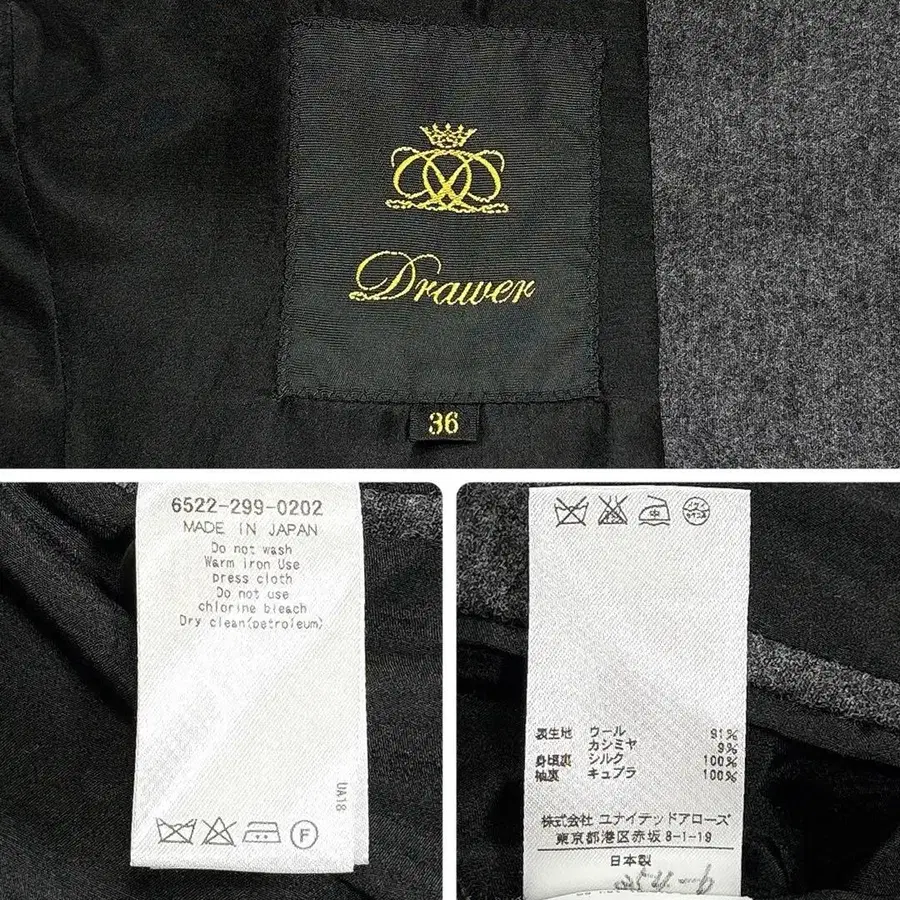 Drawer
36
6522-299-0202
MADE IN JAPAN
Do not wash
Warm iron Use
press cloth
Do not use
chlorine bleach
Dry clean(petroleum)
UA18
F
表生地 ウール 91%
カシミヤ 9%
身頃裏 シルク 100%
袖裏 キュプラ 100%
株式会社 ユナイテッドアローズ
東京都港区赤坂 8-1-19
日本製